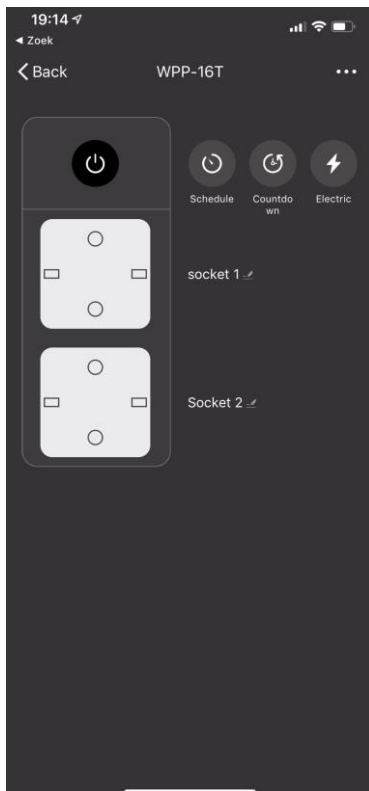 19:14
Zoek
Back WPP-16T
Schedule Countdo
wn Electric
socket 1
Socket 2